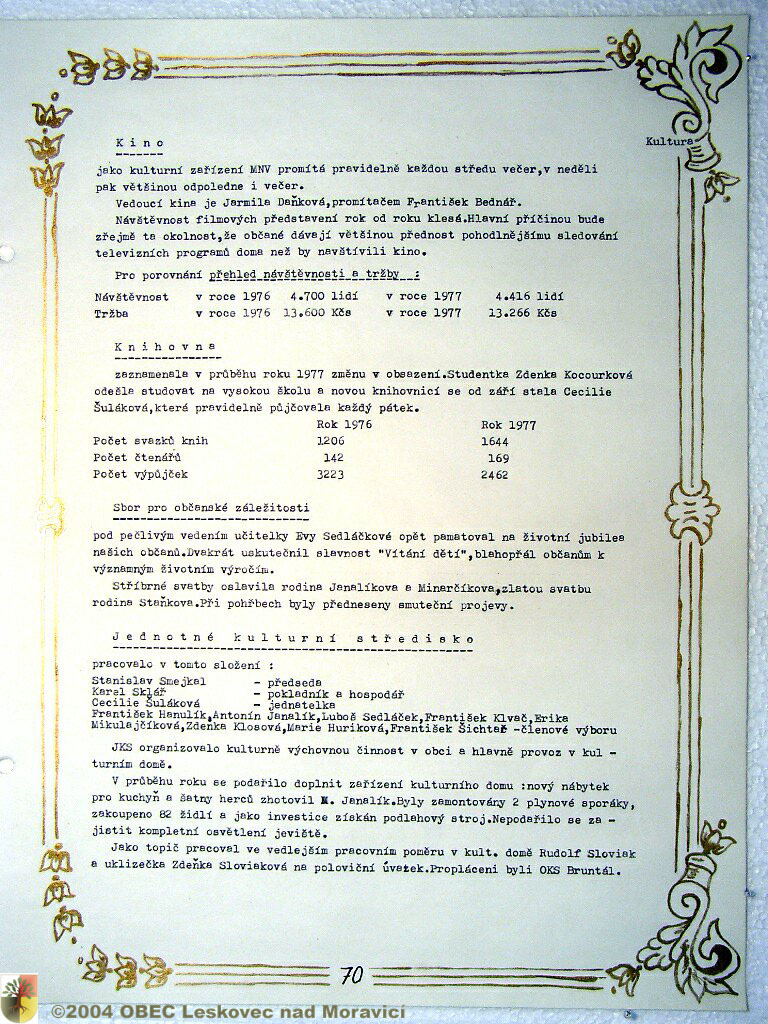 Kultura
K i n o
jako kulturní zařízení MNV promítá pravidelně každou středu večer,v neděli
pak většinou odpoledne i večer.
Vedoucí kina je Jarmila Daňková,promítačem František Bednář.
Návštěvnost filmových představení rok od roku klesá.Hlavní příčinou bude
zřejmě ta okolnost,že občané dávají většinou přednost pohodlnějšímu sledování
televizních programů doma než by navštívili kino.
Pro porovnání přehled návštěvnosti a tržby :
Návštěvnost v roce 1976 4.700 lidí v roce 1977 4.416 lidí
Tržba v roce 1976 13.600 Kčs v roce 1977 13.266 Kčs
K n i h o v n a
zaznamenala v průběhu roku 1977 změnu v obsazení.Studentka Zdenka Kocourková
odešla studovat na vysokou školu a novou knihovnicí se od září stala Cecilie
Šuláková,která pravidelně půjčovala každý pátek.
Rok 1976 Rok 1977
Počet svazků knih 1206 1644
Počet čtenářů 142 169
Počet výpůjček 3223 2462
Sbor pro občanské záležitosti
pod pečlivým vedením učitelky Evy Sedláčkové opět pamatoval na životní jubilea
našich občanů.Dvakrát uskutečnil slavnost "Vítání dětí",blahopřál občanům k
významným životním výročím.
Stříbrné svatby oslavila rodina Janalíkova a Minarčíkova,zlatou svatbu
rodina Staňkova.Při pohřbech byly předneseny smuteční projevy.
J e d n o t n é k u l t u r n í s t ř e d i s k o
pracovalo v tomto složení :
Stanislav Smejkal - předseda
Karel Sklář - pokladník a hospodář
Cecilie Šuláková - jednatelka
František Hanulík,Antonín Janalík,Luboš Sedláček,František Klvač,Erika
Mikulajčíková,Zdenka Klosová,Marie Huriková,František Šichtař -členové výboru
JKS organizovalo kulturně výchovnou činnost v obci a hlavně provoz v kul -
turním domě.
V průběhu roku se podařilo doplnit zařízení kulturního domu :nový nábytek
pro kuchyň a šatny herců zhotovil M. Janalík.Byly zamontovány 2 plynové sporáky,
zakoupeno 82 židlí a jako investice získán podlahový stroj.Nepodařilo se za -
jistit kompletní osvětlení jeviště.
Jako topič pracoval ve vedlejším pracovním poměru v kult. domě Rudolf Sloviak
a uklizečka Zdeňka Sloviaková na poloviční úvatek.Propláceni byli OKS Bruntál.
70
©2004 OBEC Leskovec nad Moravicí